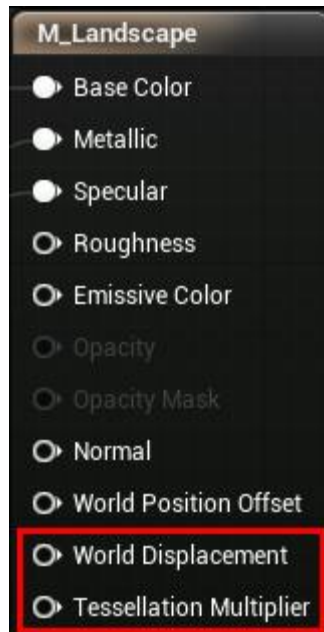 M_Landscape
Base Color
Metallic
Specular
Roughness
Emissive Color
Opacity
Opacity Mask
Normal
World Position Offset
World Displacement
Tessellation Multiplier